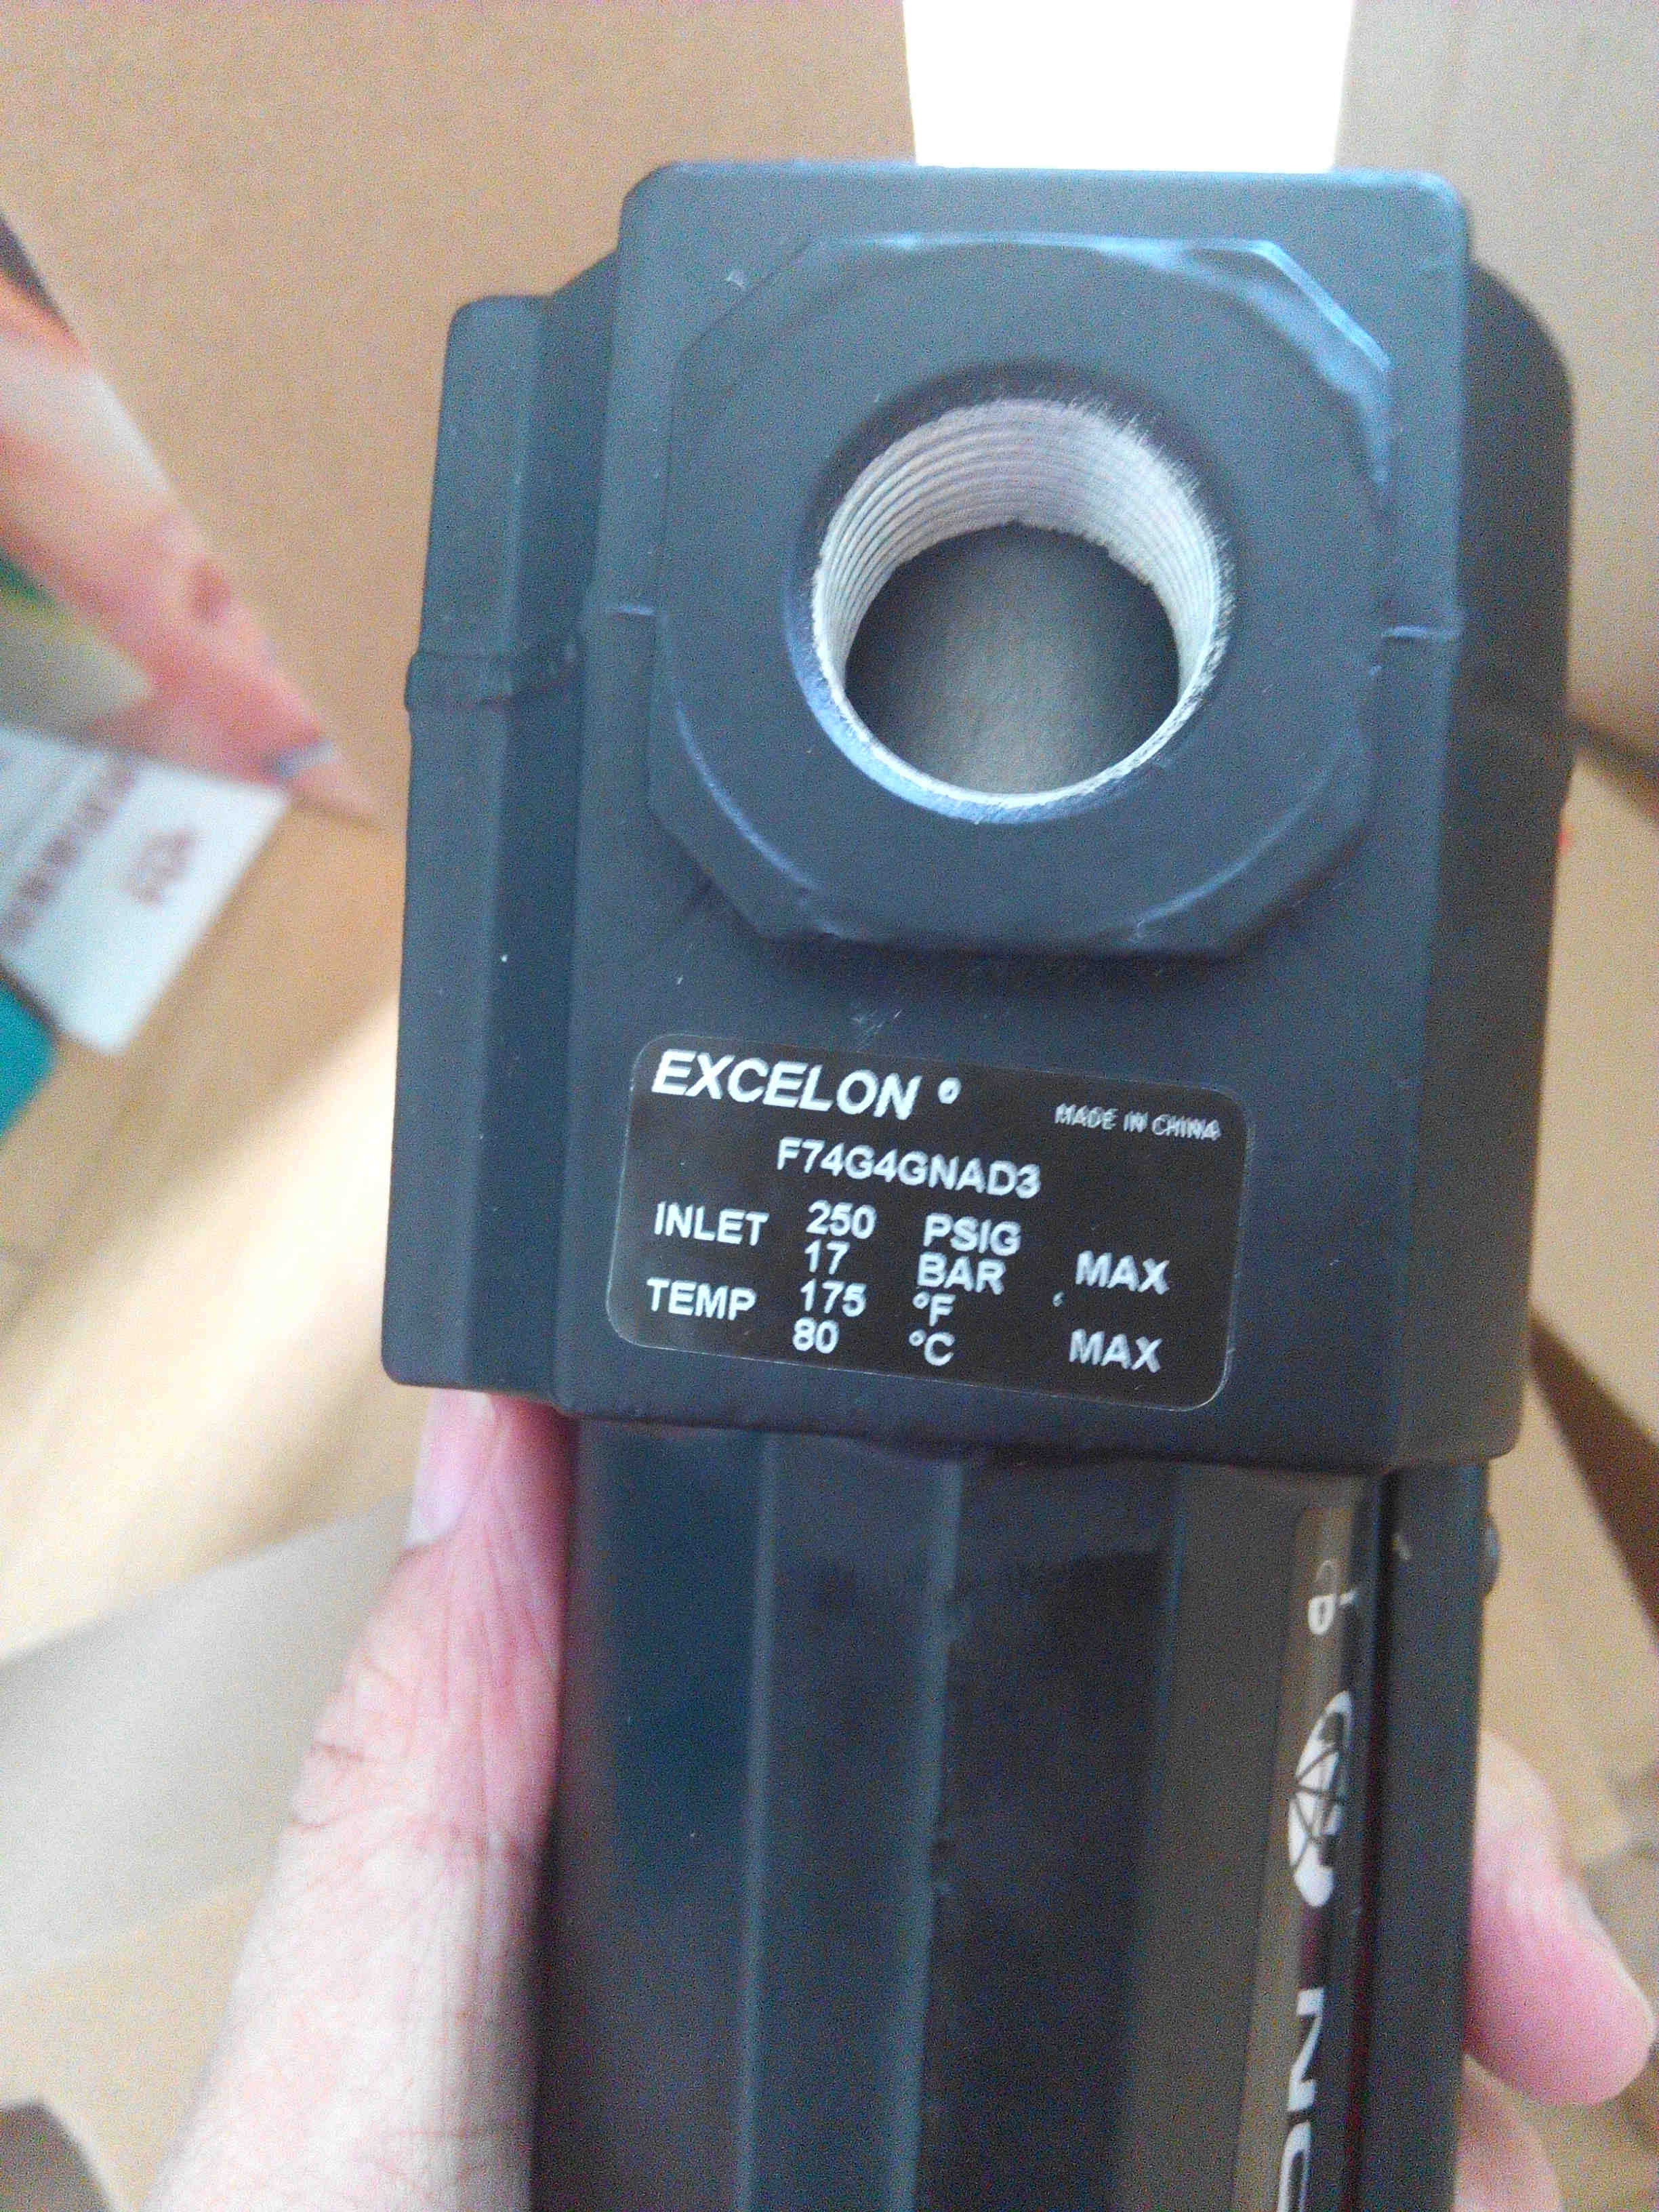 EXCELON °
MADE IN CHINA
F74G4GNAD3
INLET 250 PSIG
17 BAR MAX
TEMP 175 °F
80 °C MAX